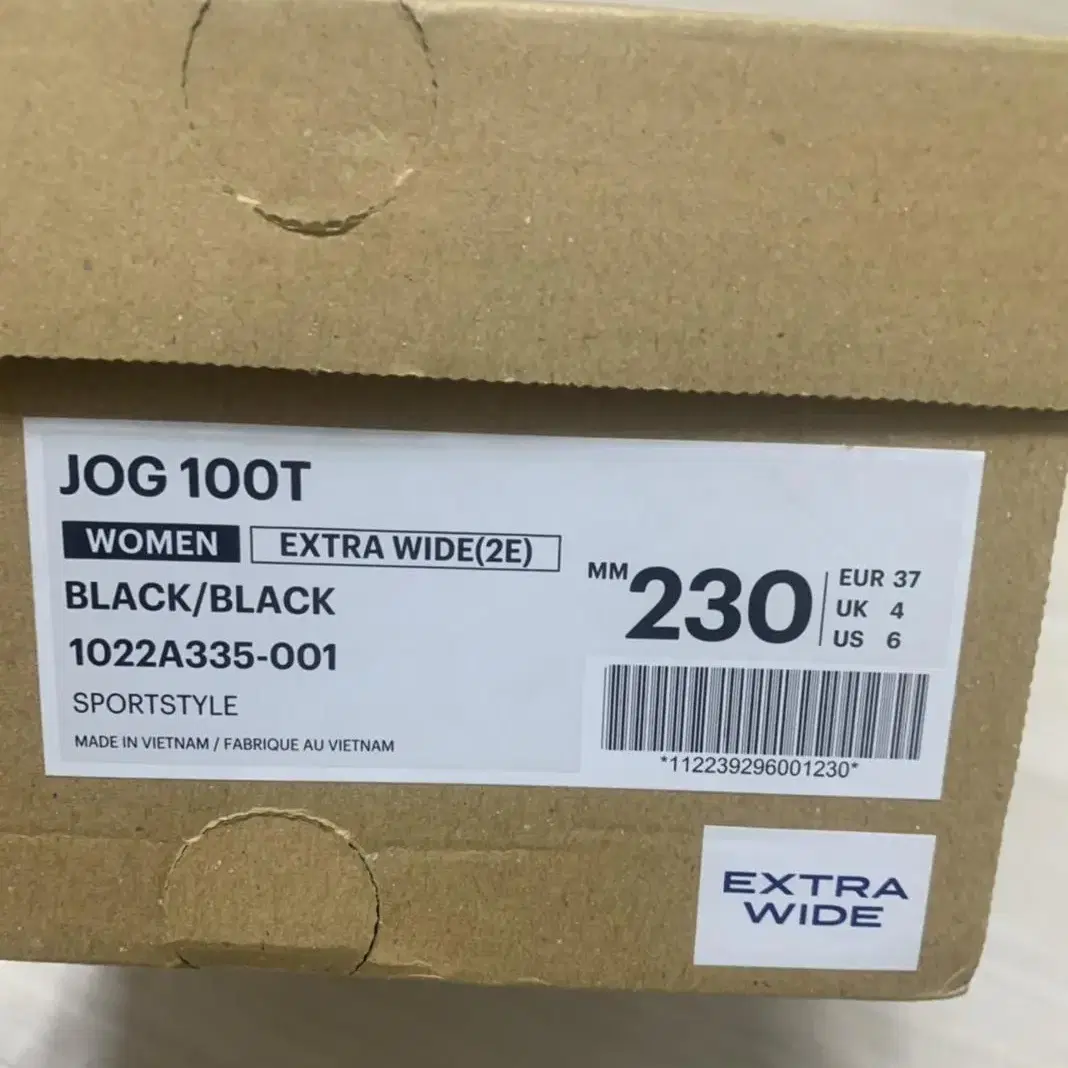 JOG 100T
WOMEN EXTRA WIDE(2E)
BLACK/BLACK
1022A335-001
SPORTSTYLE
MADE IN VIETNAM / FABRIQUE AU VIETNAM
MM 230
EUR 37
UK 4
US 6
*112239296001230*
EXTRA
WIDE